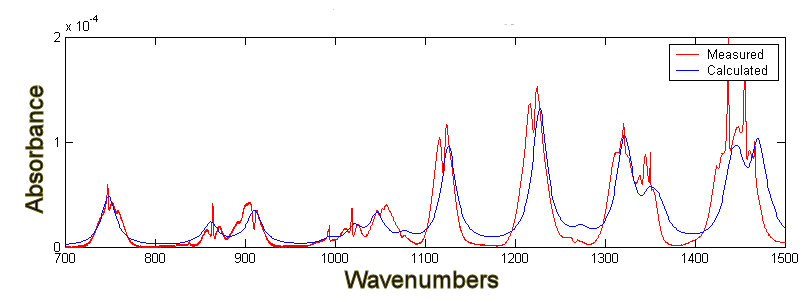 x 10⁻⁴
2
Measured
Calculated
1
0
Absorbance
700 800 900 1000 1100 1200 1300 1400 1500
Wavenumbers